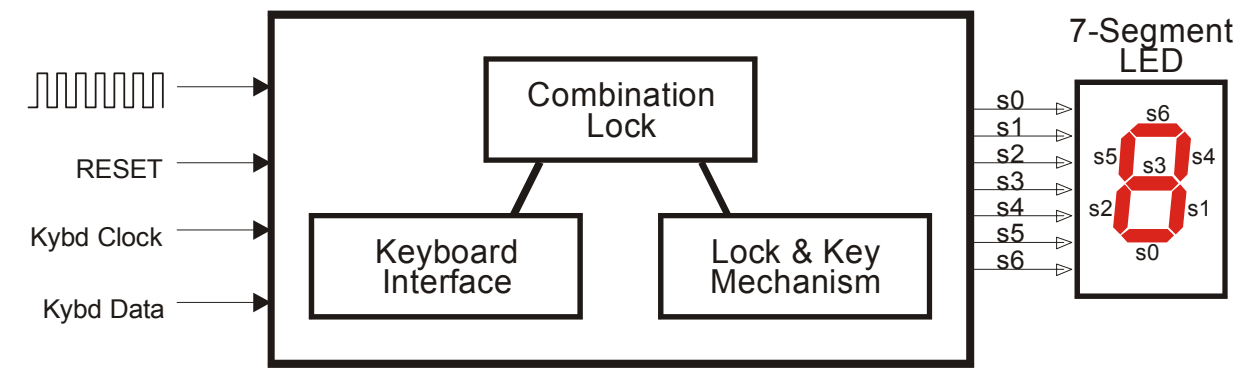 RESET
Kybd Clock
Kybd Data
Combination
Lock
Keyboard
Interface
Lock & Key
Mechanism
s0
s1
s2
s3
s4
s5
s6
7-Segment
LED
s6
s5
s3
s4
s2
s1
s0